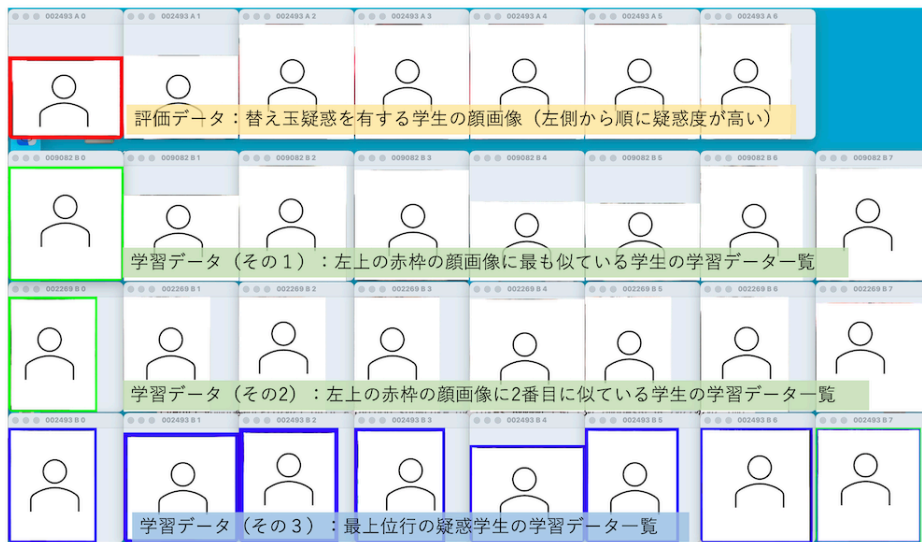 002493 A 0
002493 A 1
002493 A 2
002493 A 3
002493 A 4
002493 A 5
002493 A 6
評価データ：替え玉疑惑を有する学生の顔画像（左側から順に疑惑度が高い）
009082 B 0
009082 B 1
009082 B 2
009082 B 3
009082 B 4
009082 B 5
009082 B 6
009082 B 7
学習データ（その１）：左上の赤枠の顔画像に最も似ている学生の学習データ一覧
002269 B 0
002269 B 1
002269 B 2
002269 B 3
002269 B 4
002269 B 5
002269 B 6
002269 B 7
学習データ（その2）：左上の赤枠の顔画像に2番目に似ている学生の学習データ一覧
002493 B 0
002493 B 1
002493 B 2
002493 B 3
002493 B 4
002493 B 5
002493 B 6
002493 B 7
学習データ（その３）：最上位行の疑惑学生の学習データ一覧